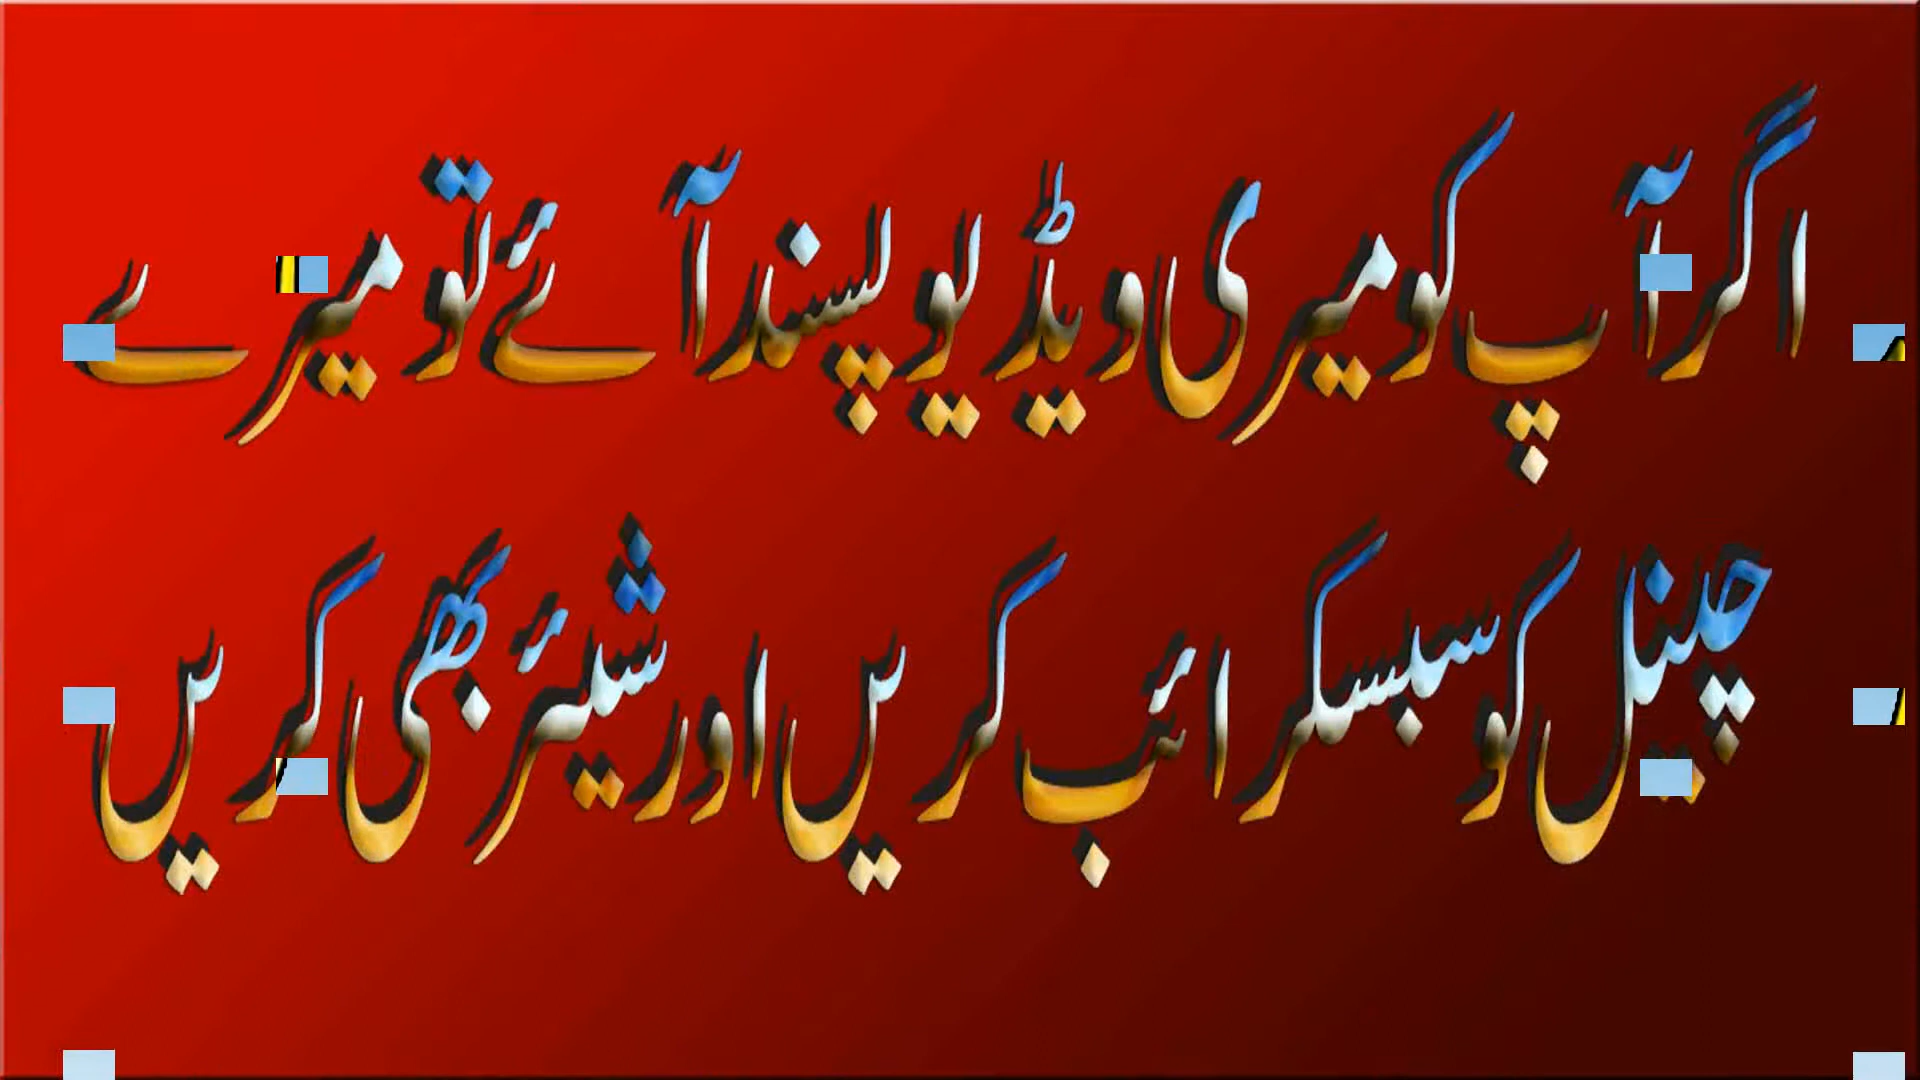 اگر آپ کو میری ویڈیو پسند آئے تو میرے
چینل کو سبسکرائب کریں اور شیئر بھی کریں